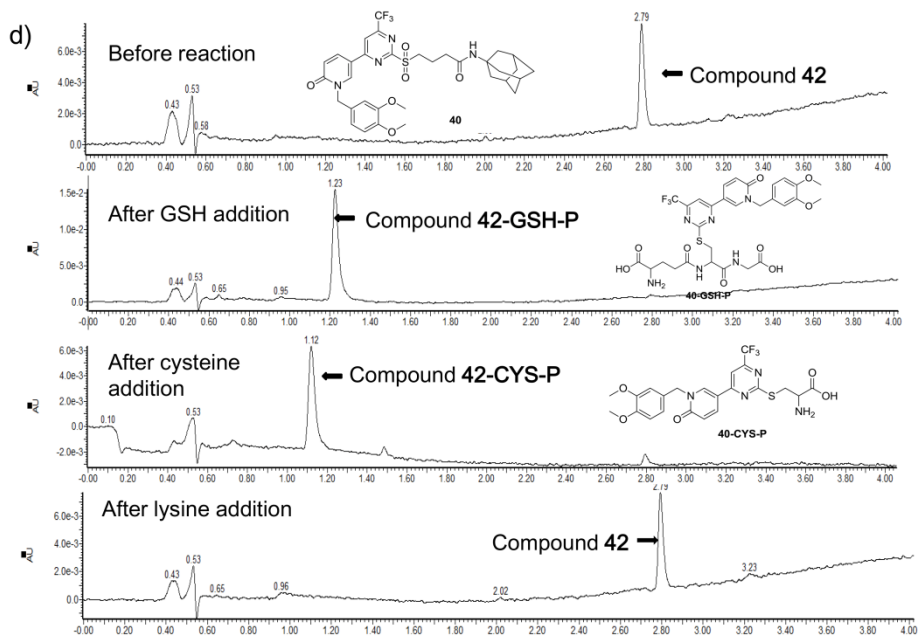 d)
Before reaction
AU
6.0e-3
4.0e-3
2.0e-3
0.0
0.43
0.53
0.58
2.79
Compound 42
CF3
N
N
S
O
O
O
N
H
O
N
O
O
40
-0.00 0.20 0.40 0.60 0.80 1.00 1.20 1.40 1.60 1.80 2.00 2.20 2.40 2.60 2.80 3.00 3.20 3.40 3.60 3.80 4.00
After GSH addition
AU
1.5e-2
1.0e-2
5.0e-3
0.0
0.44
0.53
0.65
0.95
1.23
Compound 42-GSH-P
F3C
N
N
S
O
N
O
O
HO
O
NH2
O
N
H
O
H
N
O
OH
40-GSH-P
-0.00 0.20 0.40 0.60 0.80 1.00 1.20 1.40 1.60 1.80 2.00 2.20 2.40 2.60 2.80 3.00 3.20 3.40 3.60 3.80 4.00
After cysteine
addition
AU
6.0e-3
4.0e-3
2.0e-3
0.0
-2.0e-3
0.10
0.53
1.12
Compound 42-CYS-P
O
O
N
O
CF3
N
N
S
O
OH
NH2
40-CYS-P
-0.00 0.20 0.40 0.60 0.80 1.00 1.20 1.40 1.60 1.80 2.00 2.20 2.40 2.60 2.80 3.00 3.20 3.40 3.60 3.80 4.00
After lysine addition
AU
6.0e-3
4.0e-3
2.0e-3
0.0
0.43
0.53
0.65
0.96
2.02
2.79
3.23
Compound 42
-0.00 0.20 0.40 0.60 0.80 1.00 1.20 1.40 1.60 1.80 2.00 2.20 2.40 2.60 2.80 3.00 3.20 3.40 3.60 3.80 4.00